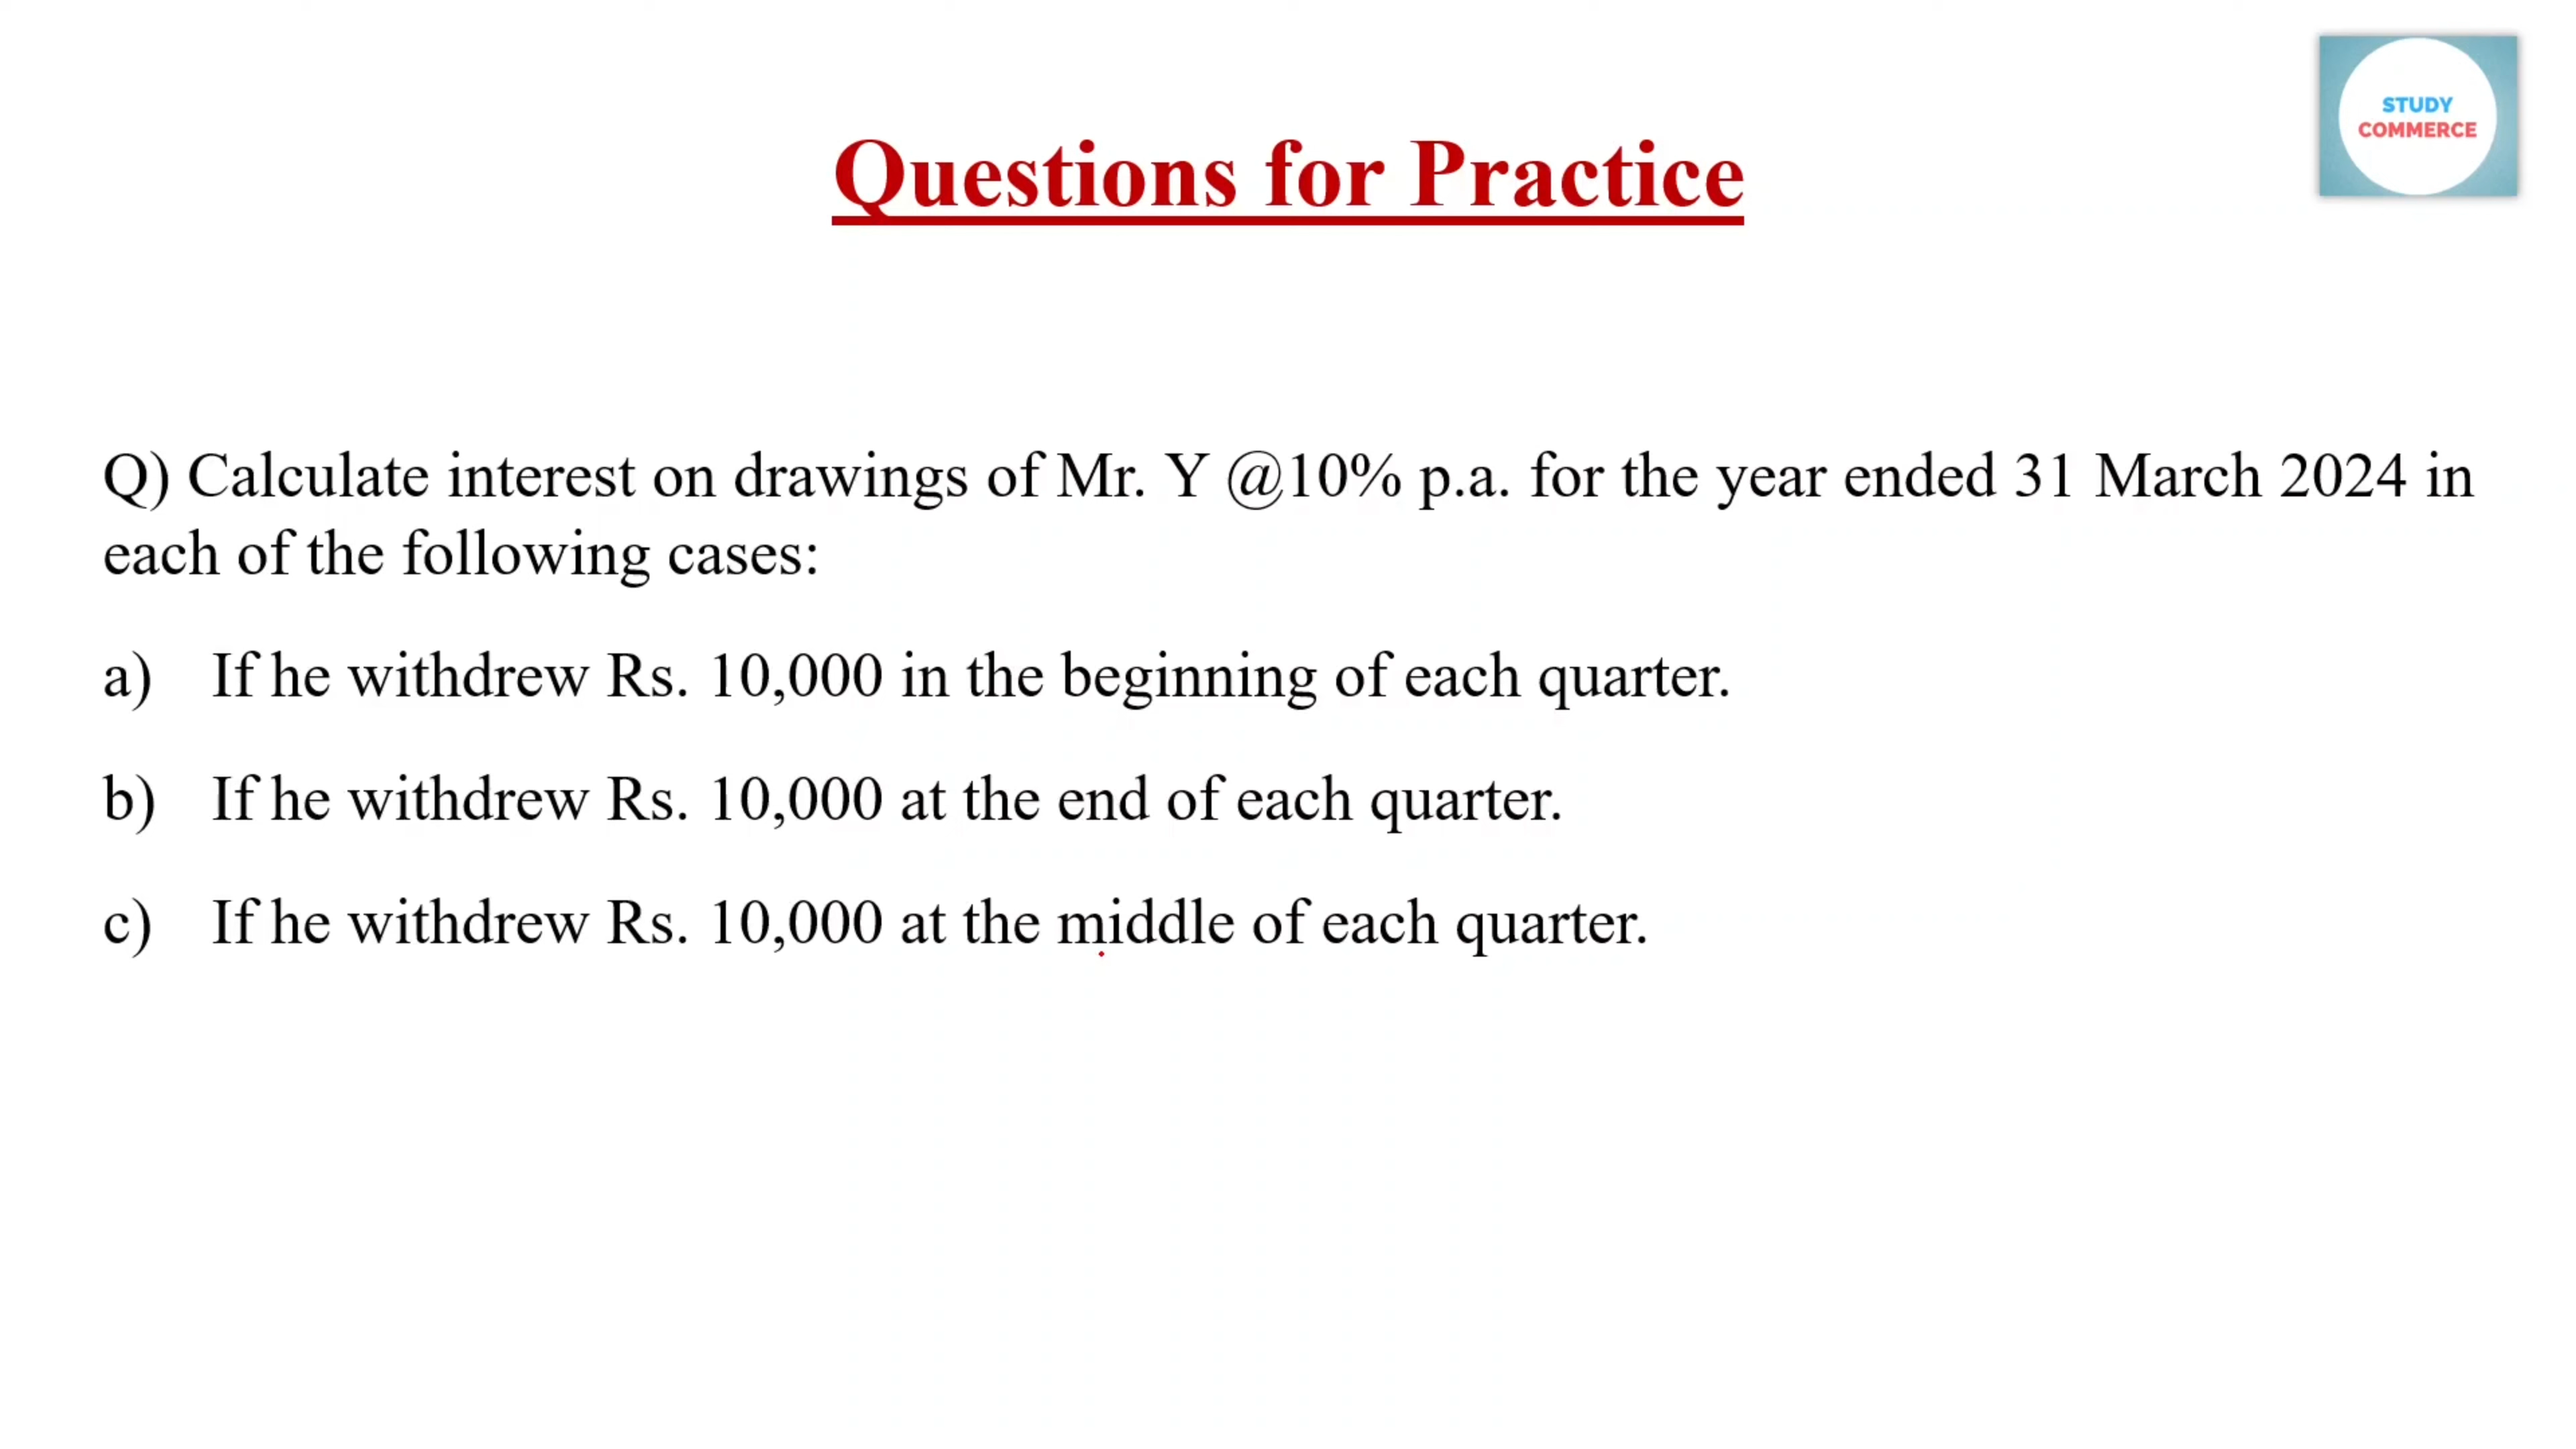 STUDY
COMMERCE
Questions for Practice
Q) Calculate interest on drawings of Mr. Y @10% p.a. for the year ended 31 March 2024 in
each of the following cases:
a) If he withdrew Rs. 10,000 in the beginning of each quarter.
b) If he withdrew Rs. 10,000 at the end of each quarter.
c) If he withdrew Rs. 10,000 at the middle of each quarter.